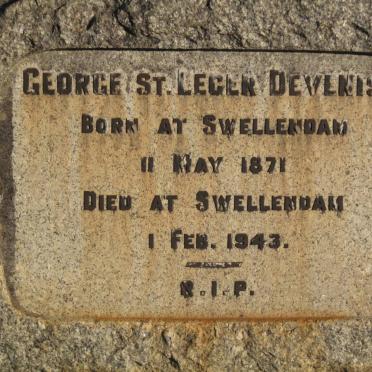 GEORGE ST. LEGER DEVENIS
BORN AT SWELLENDAM
11 MAY 1871
DIED AT SWELLENDAM
1 FEB. 1943.
R.I.P.